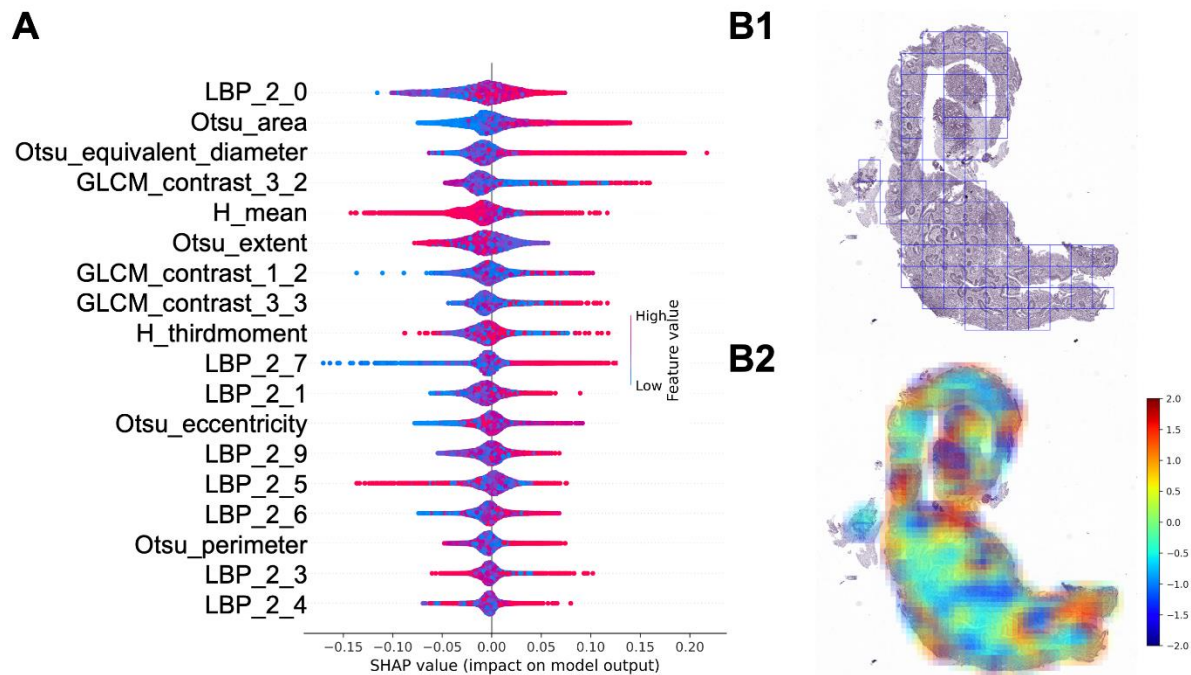 A
LBP_2_0
Otsu_area
Otsu_equivalent_diameter
GLCM_contrast_3_2
H_mean
Otsu_extent
GLCM_contrast_1_2
GLCM_contrast_3_3
H_thirdmoment
LBP_2_7
LBP_2_1
Otsu_eccentricity
LBP_2_9
LBP_2_5
LBP_2_6
Otsu_perimeter
LBP_2_3
LBP_2_4
High
Low
Feature value
−0.15 −0.10 −0.05 0.00 0.05 0.10 0.15 0.20
SHAP value (impact on model output)
B1
B2
2.0
1.5
1.0
0.5
0.0
−0.5
−1.0
−1.5
−2.0